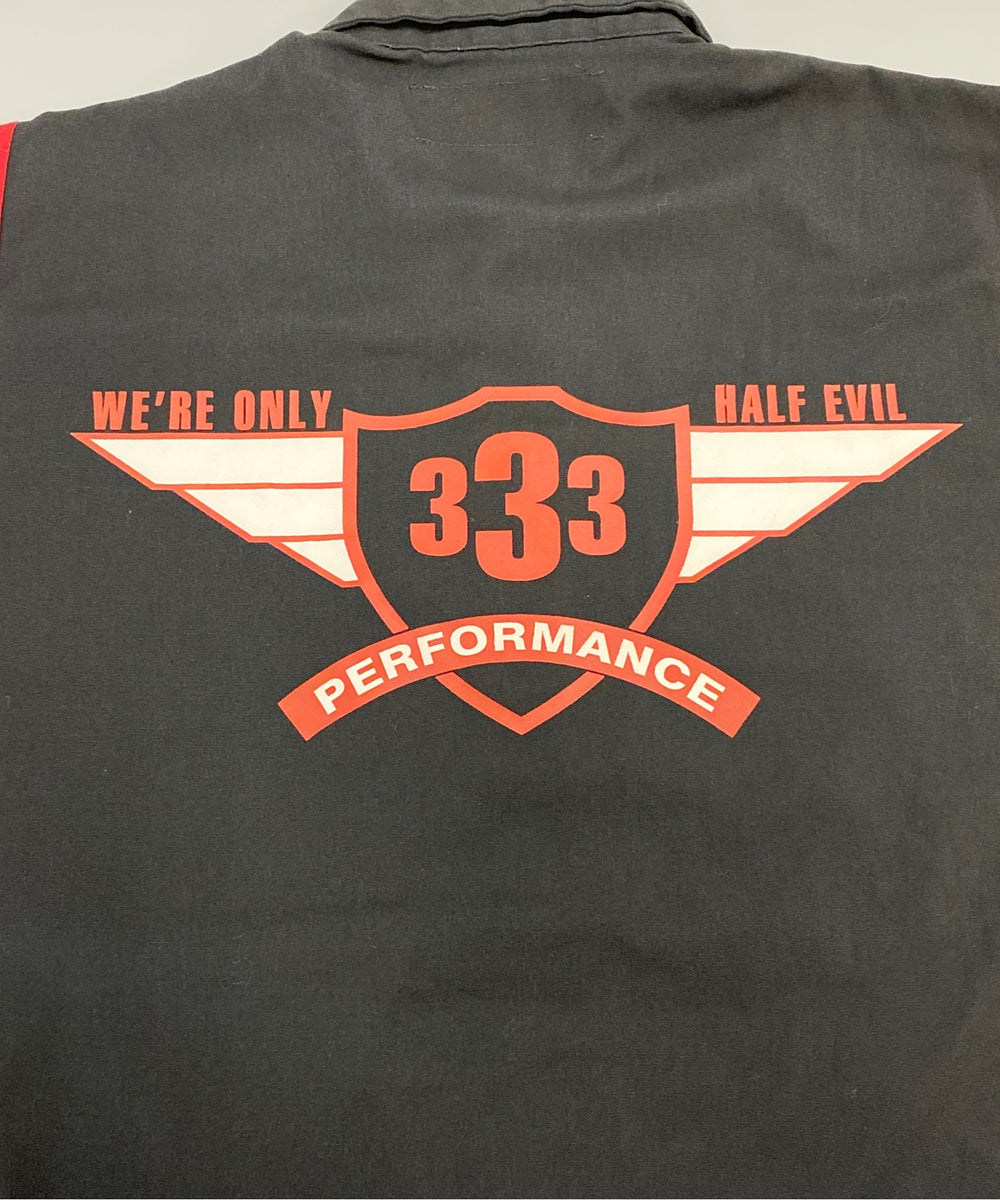 WE'RE ONLY
HALF EVIL
333
PERFORMANCE